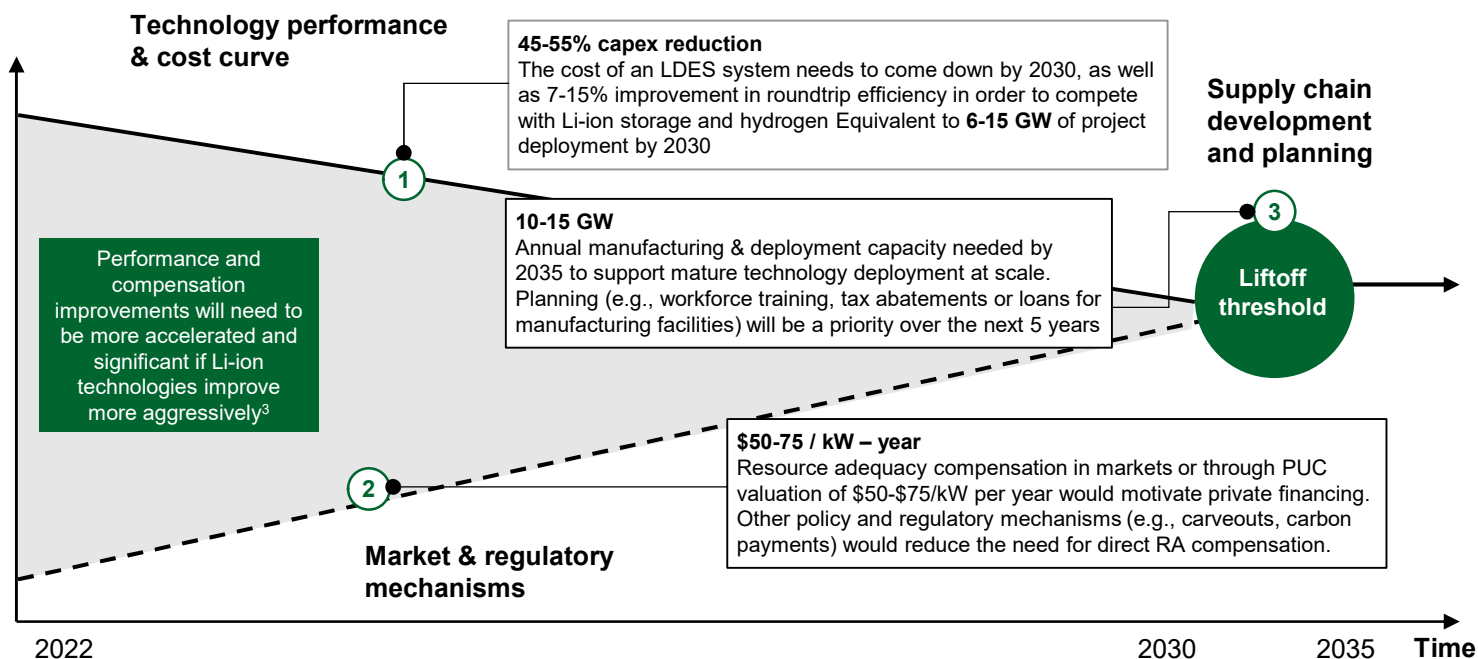 Technology performance
& cost curve
45-55% capex reduction
The cost of an LDES system needs to come down by 2030, as well
as 7-15% improvement in roundtrip efficiency in order to compete
with Li-ion storage and hydrogen Equivalent to 6-15 GW of project
deployment by 2030
Supply chain
development
and planning
1
3
10-15 GW
Annual manufacturing & deployment capacity needed by
2035 to support mature technology deployment at scale.
Planning (e.g., workforce training, tax abatements or loans for
manufacturing facilities) will be a priority over the next 5 years
Performance and
compensation
improvements will need to
be more accelerated and
significant if Li-ion
technologies improve
more aggressively³
Liftoff
threshold
2
$50-75 / kW – year
Resource adequacy compensation in markets or through PUC
valuation of $50-$75/kW per year would motivate private financing.
Other policy and regulatory mechanisms (e.g., carveouts, carbon
payments) would reduce the need for direct RA compensation.
Market & regulatory
mechanisms
2022
2030
2035
Time